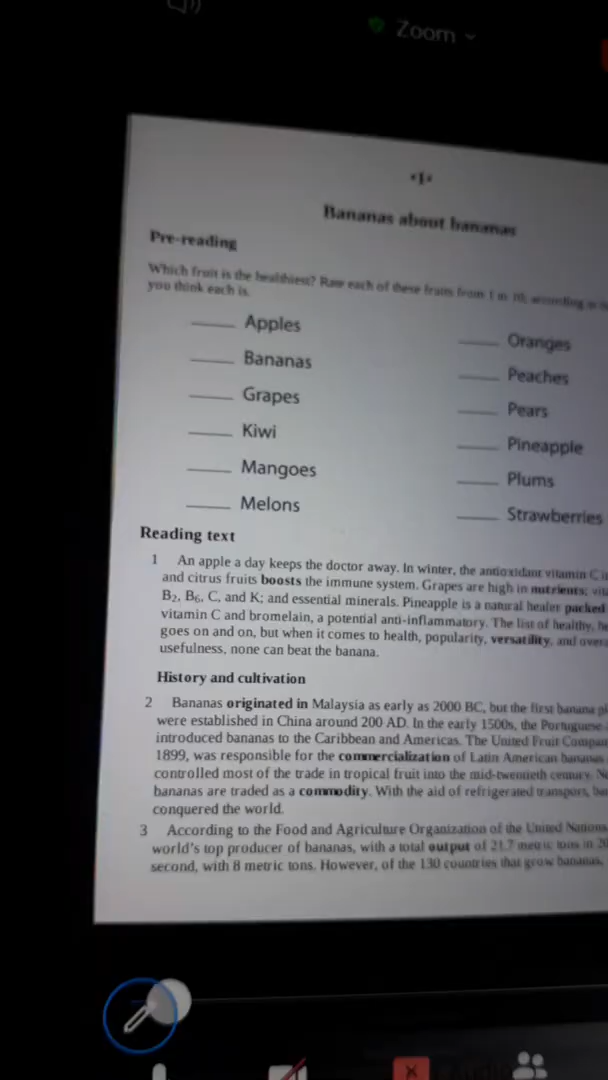 Zoom
•1•
Bananas about bananas
Pre-reading
Which fruit is the healthiest? Rate each of these fruits from 1 to 10, according to
you think each is.
Apples
Bananas
Grapes
Kiwi
Mangoes
Melons
Oranges
Peaches
Pears
Pineapple
Plums
Strawberries
Reading text
1 An apple a day keeps the doctor away. In winter, the antioxidant vitamin C
and citrus fruits boosts the immune system. Grapes are high in nutrients;
B2, B6, C, and K; and essential minerals. Pineapple is a natural healer packed
vitamin C and bromelain, a potential anti-inflammatory. The list of healthy,
goes on and on, but when it comes to health, popularity, versatility, and
usefulness, none can beat the banana.
History and cultivation
2 Bananas originated in Malaysia as early as 2000 BC, but the first banana
were established in China around 200 AD. In the early 1500s, the Portuguese
introduced bananas to the Caribbean and Americas. The United Fruit
1899, was responsible for the commercialization of Latin American bananas
controlled most of the trade in tropical fruit into the mid-twentieth century.
bananas are traded as a commodity. With the aid of refrigerated transport,
conquered the world.
3 According to the Food and Agriculture Organization of the United Nations
world's top producer of bananas, with a total output of 21.7 metric tons in
second, with 8 metric tons. However, of the 130 countries that grow bananas,